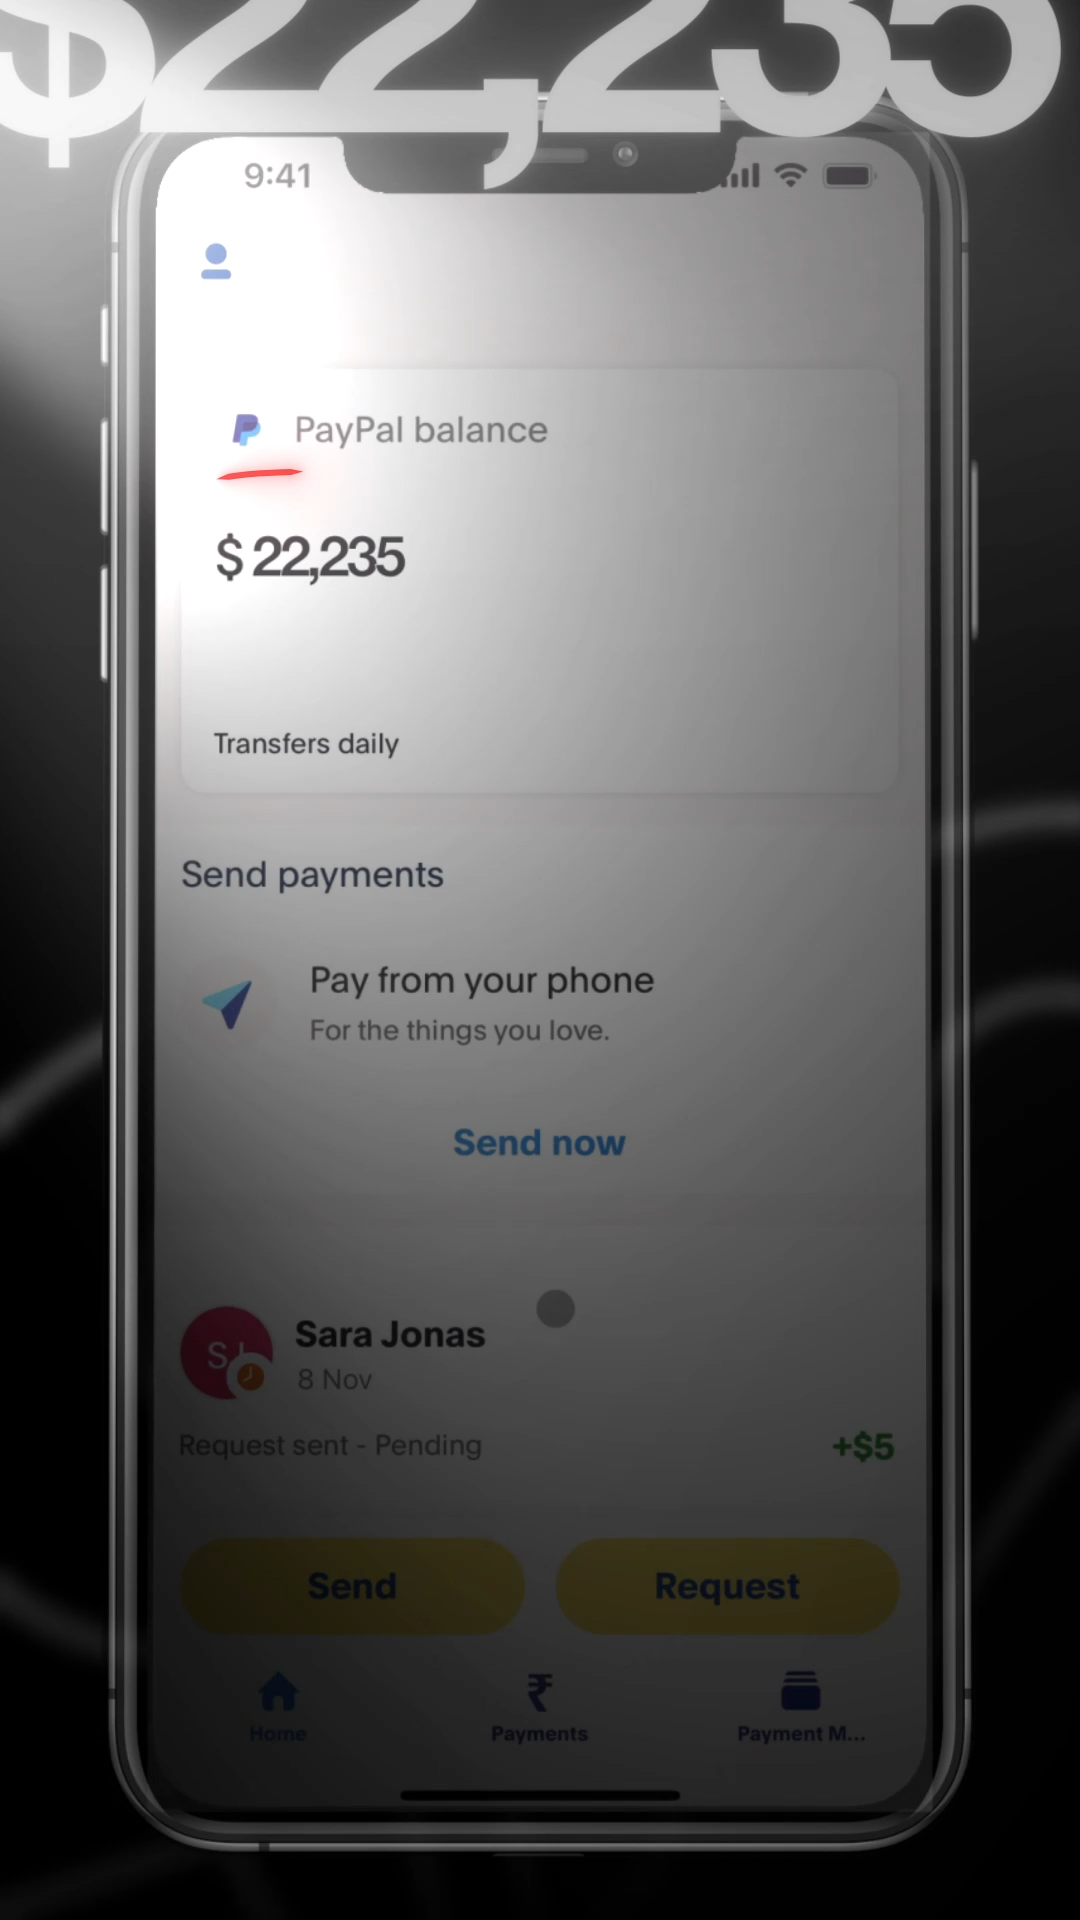 $22,235
9:41
PayPal balance
$ 22,235
Transfers daily
Send payments
Pay from your phone
For the things you love.
Send now
Sara Jonas
8 Nov
Request sent - Pending
+$5
Send
Request
Home
Payments
Payment M...